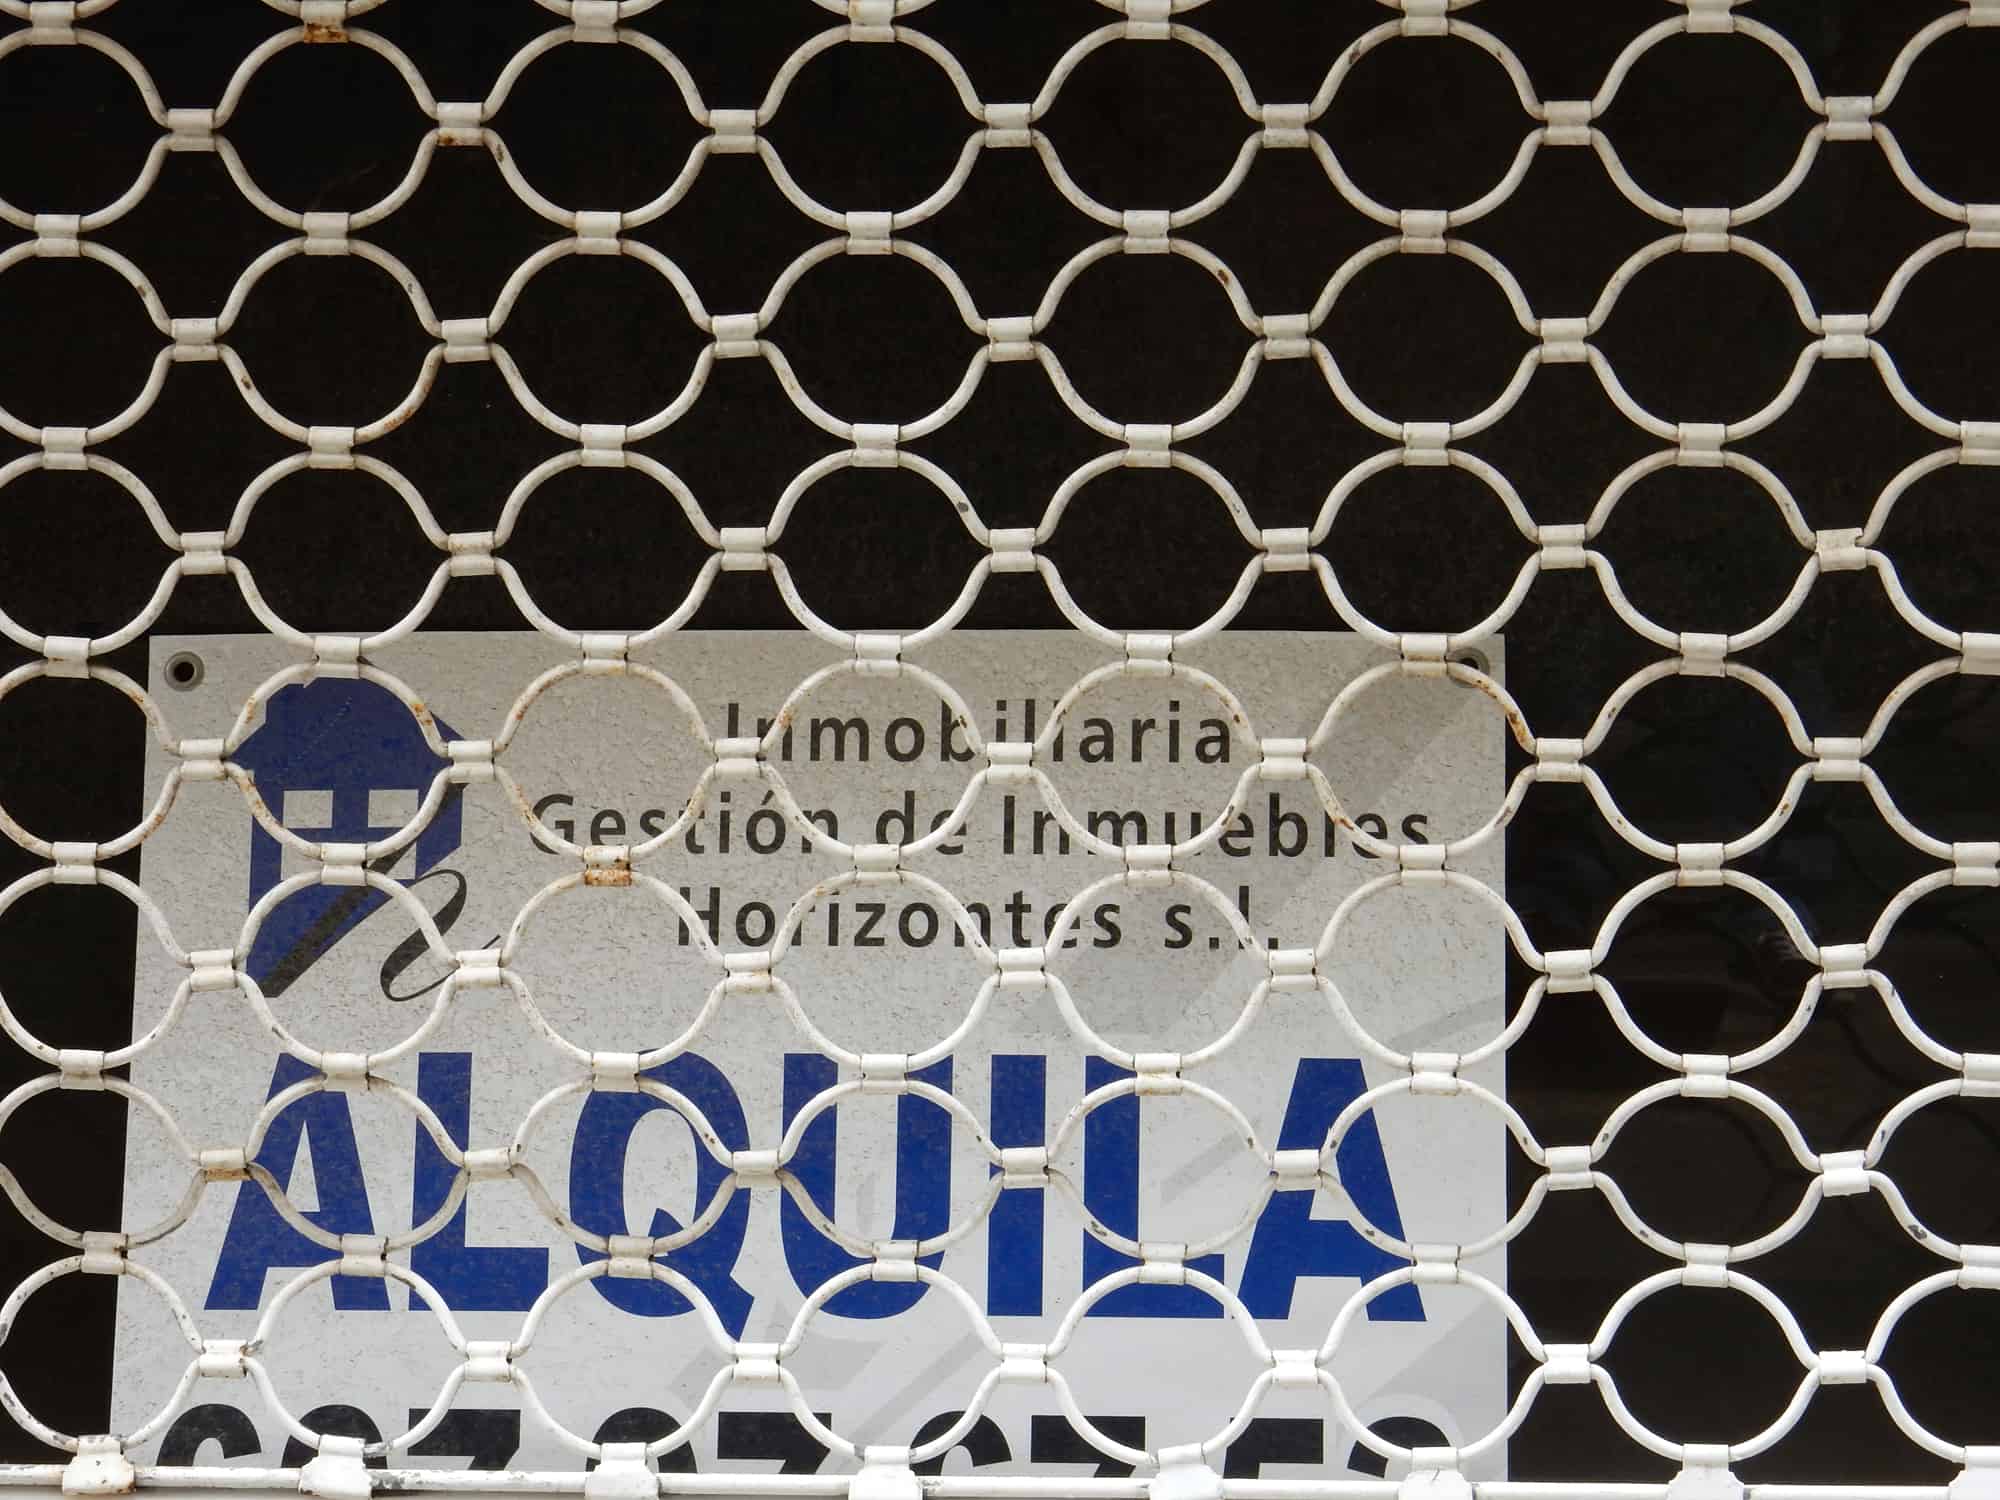 Inmobiliaria
Gestión de Inmuebles
Horizontes s.l.
ALQUILA